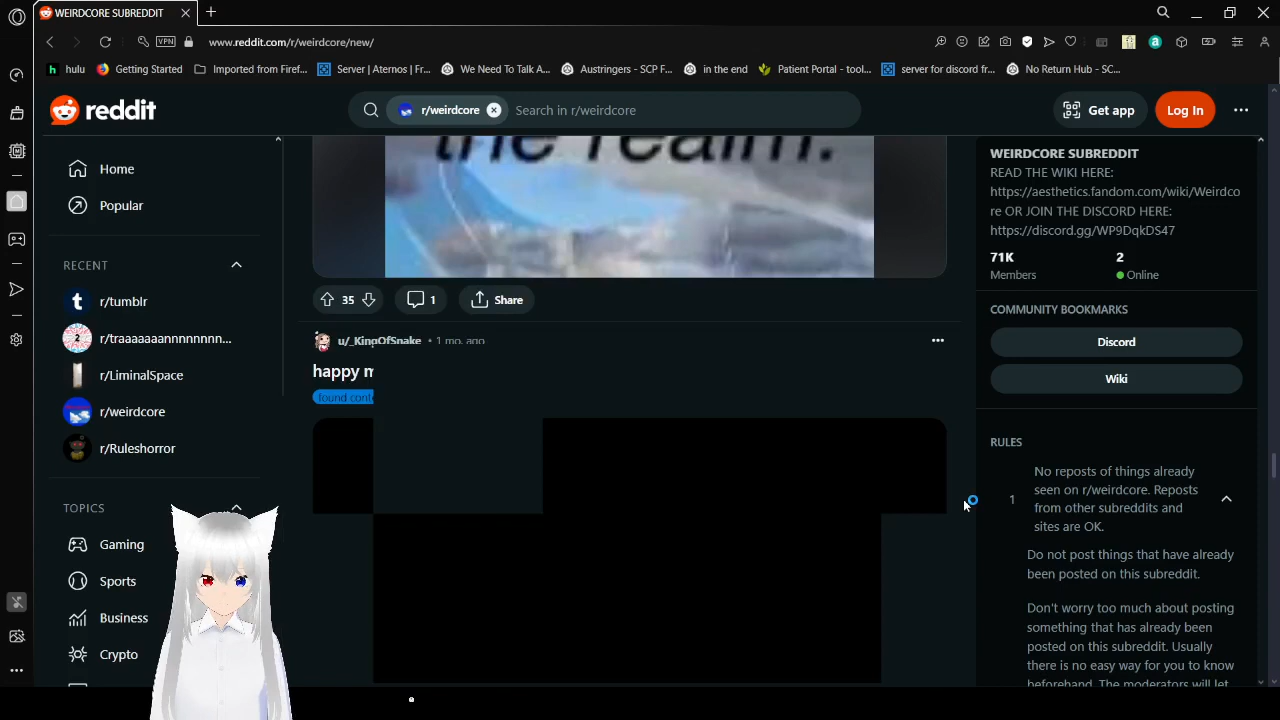 WEIRDCORE SUBREDDIT
VPN
www.reddit.com/r/weirdcore/new/
hulu
Getting Started
Imported from Firef...
Server | Aternos | Fr...
We Need To Talk A...
Austringers - SCP F...
in the end
Patient Portal - tool...
server for discord fr...
No Return Hub - SC...
reddit
r/weirdcore
Search in r/weirdcore
Get app
Log In
Home
Popular
RECENT
r/tumblr
r/traaaaaaannnnnnnn...
r/LiminalSpace
r/weirdcore
r/Ruleshorror
TOPICS
Gaming
Sports
Business
Crypto
the realm.
35
1
Share
u/_KingOfSnake • 1 mo. ago
happy m
found conte
WEIRDCORE SUBREDDIT
READ THE WIKI HERE:
https://aesthetics.fandom.com/wiki/Weirdco
re OR JOIN THE DISCORD HERE:
https://discord.gg/WP9DqkDS47
71K
2
Members
Online
COMMUNITY BOOKMARKS
Discord
Wiki
RULES
1
No reposts of things already
seen on r/weirdcore. Reposts
from other subreddits and
sites are OK.
Do not post things that have already
been posted on this subreddit.
Don't worry too much about posting
something that has already been
posted on this subreddit. Usually
there is no easy way for you to know
beforehand. The moderators will let